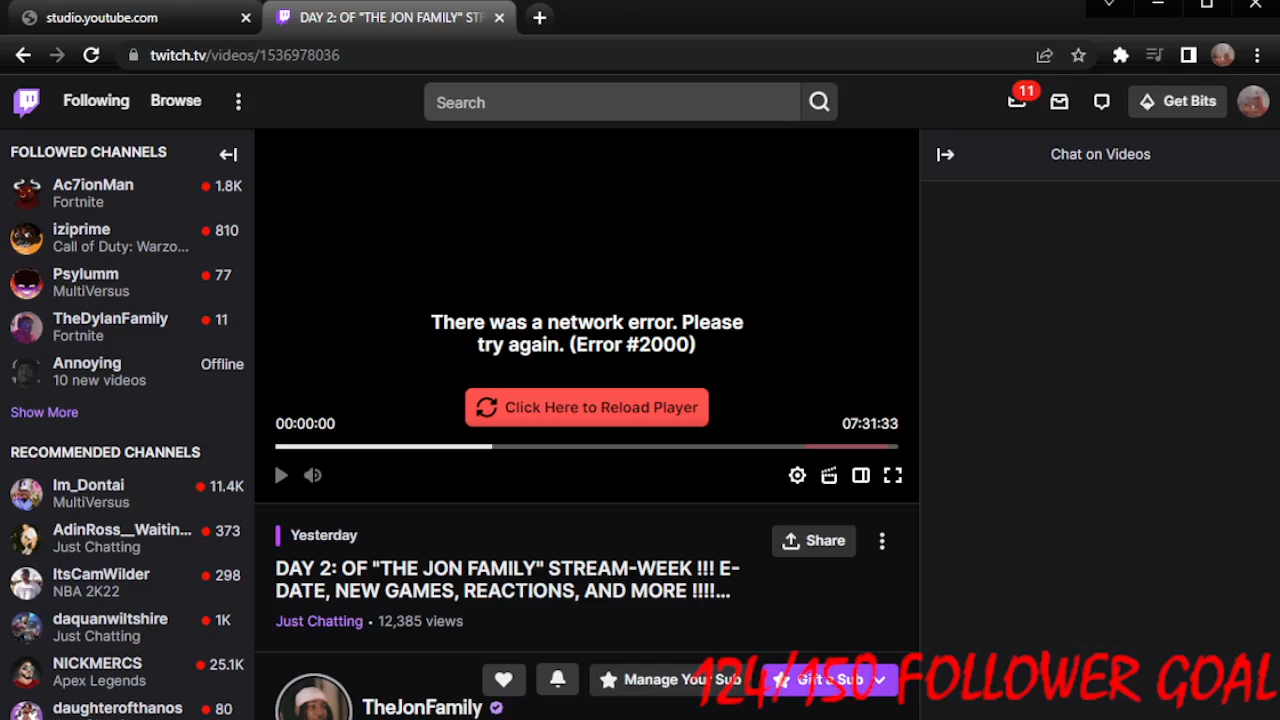 studio.youtube.com
DAY 2: OF "THE JON FAMILY" STR
twitch.tv/videos/1536978036
Following
Browse
Search
11
Get Bits
FOLLOWED CHANNELS
Ac7ionMan
1.8K
Fortnite
iziprime
810
Call of Duty: Warzo...
Psylumm
77
MultiVersus
TheDylanFamily
11
Fortnite
Annoying
Offline
10 new videos
Show More
RECOMMENDED CHANNELS
Im_Dontai
11.4K
MultiVersus
AdinRoss__Waitin...
373
Just Chatting
ItsCamWilder
298
NBA 2K22
daquanwiltshire
1K
Just Chatting
NICKMERCS
25.1K
Apex Legends
daughterofthanos
80
There was a network error. Please
try again. (Error #2000)
Click Here to Reload Player
00:00:00
07:31:33
Yesterday
Share
DAY 2: OF "THE JON FAMILY" STREAM-WEEK !!! E-
DATE, NEW GAMES, REACTIONS, AND MORE !!!!...
Just Chatting • 12,385 views
Manage Your Sub
Gift a Sub
TheJonFamily
Chat on Videos
124/150 FOLLOWER GOAL